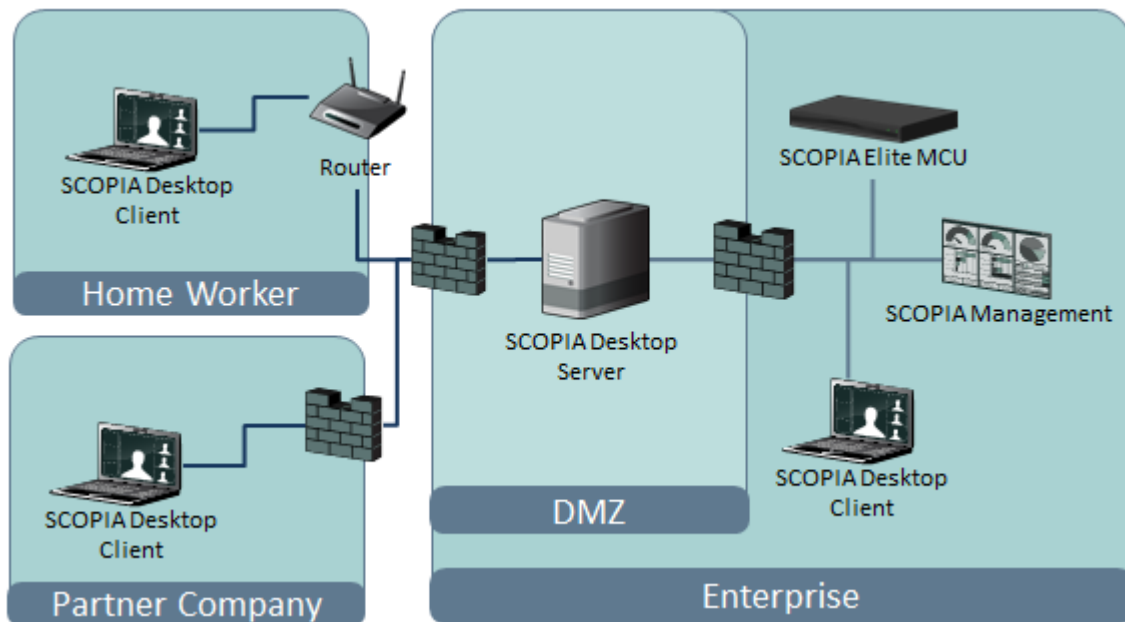 SCOPIA Desktop
Client
Router
Home Worker
SCOPIA Desktop
Client
Partner Company
SCOPIA Desktop
Server
DMZ
SCOPIA Elite MCU
SCOPIA Management
SCOPIA Desktop
Client
Enterprise